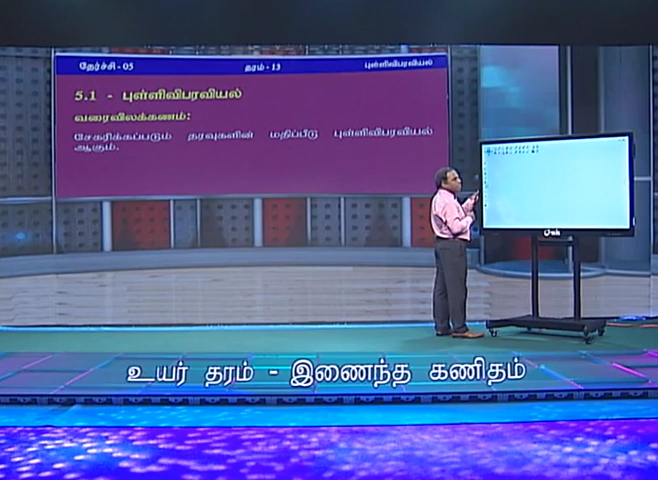 தேர்ச்சி - 05 தரம் - 13 புள்ளிவிபரவியல்
5.1 - புள்ளிவிபரவியல்
வரைவிலக்கணம்:
சேகரிக்கப்படும் தரவுகளின் மதிப்பீடு புள்ளிவிபரவியல்
ஆகும்.
உயர் தரம் - இணைந்த கணிதம்